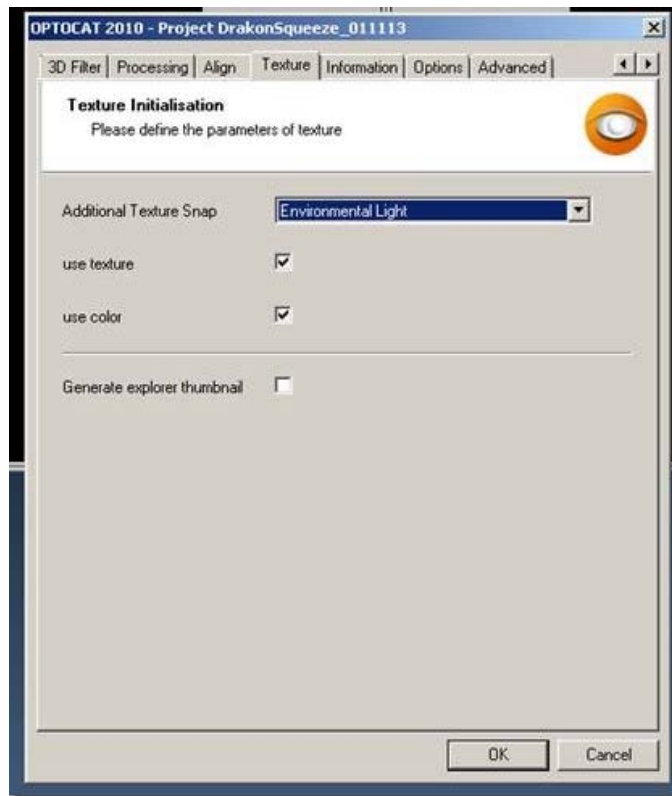 OPTOCAT 2010 - Project DrakonSqueeze_011113
3D Filter Processing Align Texture Information Options Advanced
Texture Initialisation
Please define the parameters of texture
Additional Texture Snap Environmental Light
use texture
use color
Generate explorer thumbnail
OK Cancel